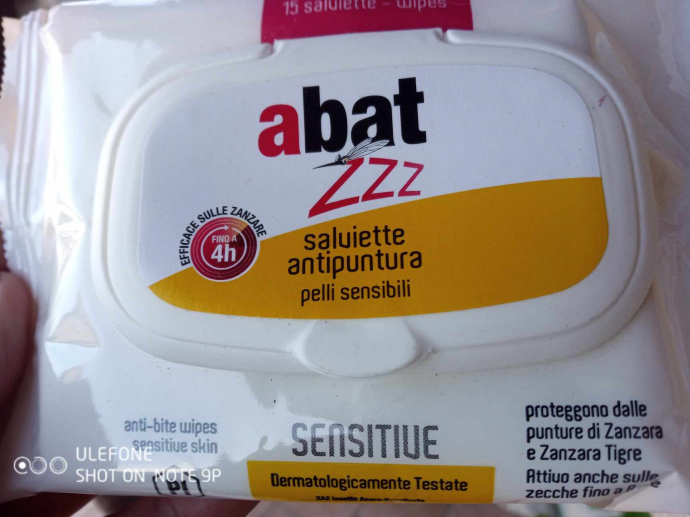 15 salviette - wipes
abat
zzz
EFFICACE SULLE ZANZARE
FINO A
4h
salviette
antipuntura
pelli sensibili
anti-bite wipes
sensitive skin
SENSITIVE
proteggono dalle
punture di Zanzara
e Zanzara Tigre
Attivo anche sulle
zecche fino a
Dermatologicamente Testate
ULEFONE
SHOT ON NOTE 9P